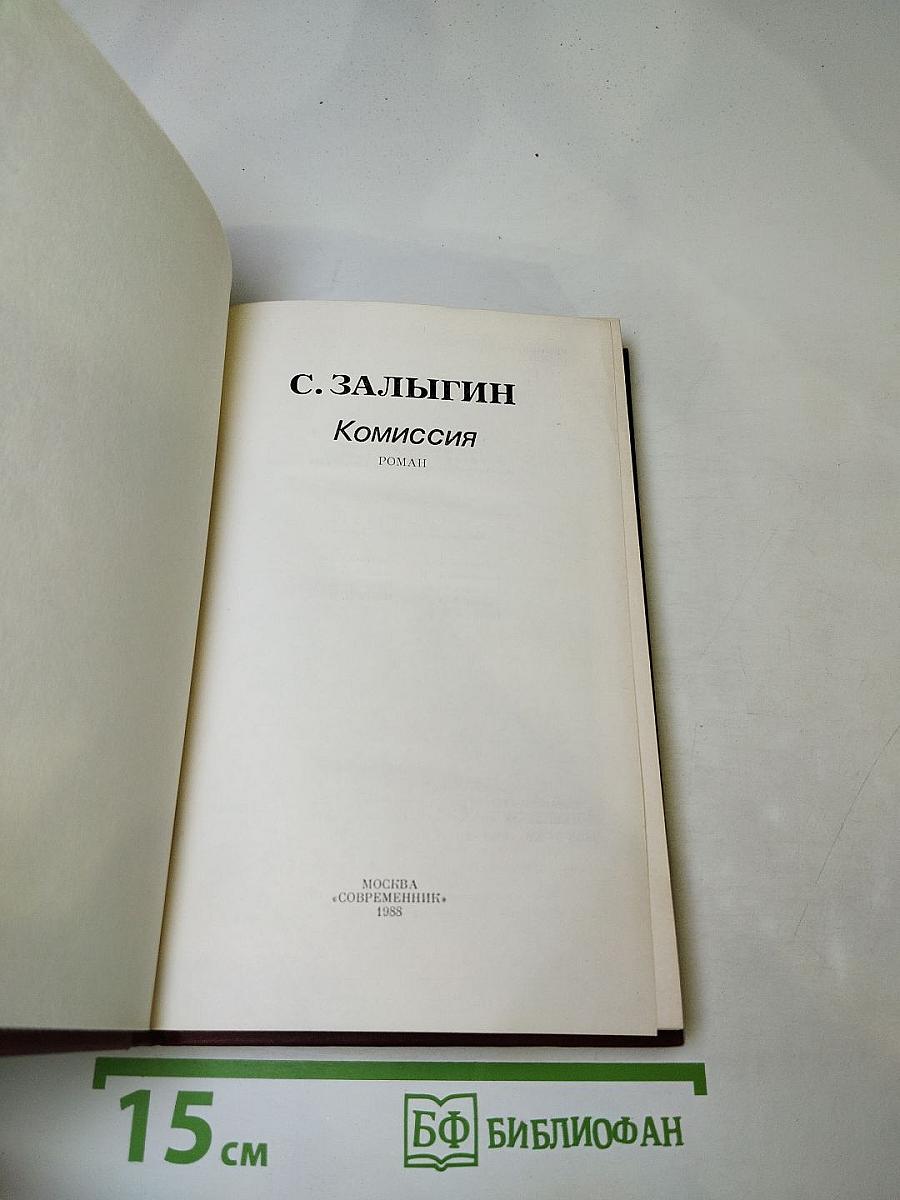 С. ЗАЛЫГИН
Комиссия
РОМАН
МОСКВА
«СОВРЕМЕННИК»
1988
15 см
БФ БИБЛИОФАН